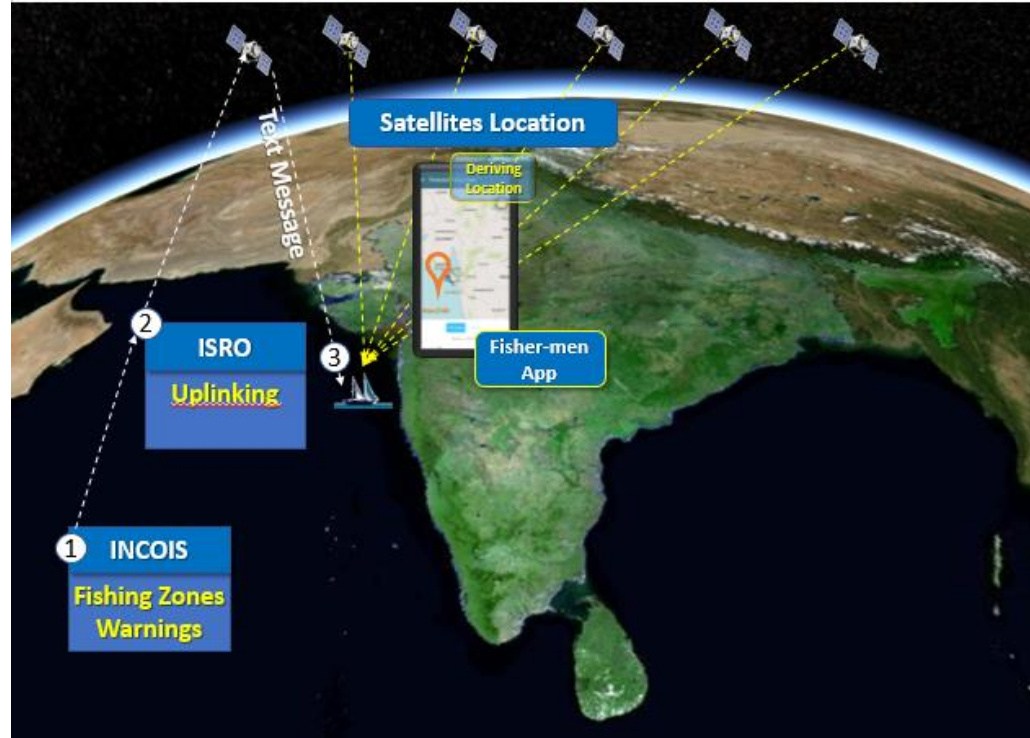 Satellites Location
Deriving
Location
Text Message
2
ISRO
Uplinking
3
Fisher-men
App
1
INCOIS
Fishing Zones
Warnings